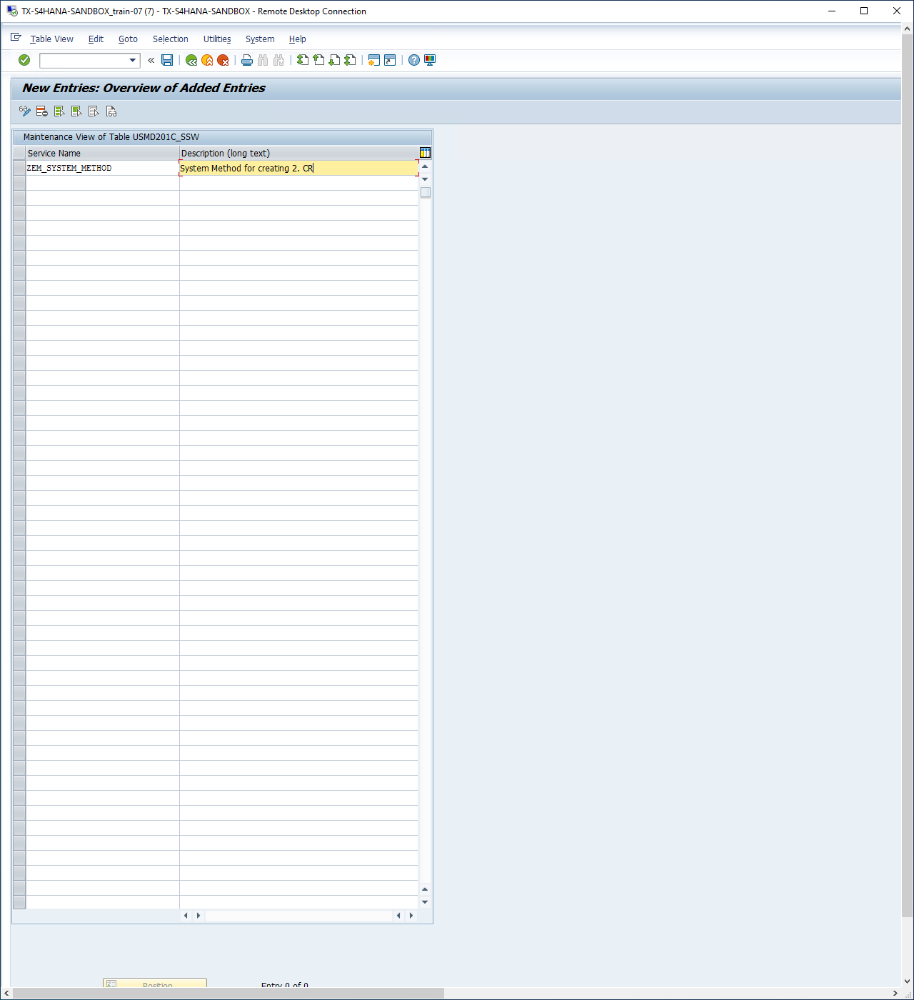 TX-S4HANA-SANDBOX_train-07 (7) - TX-S4HANA-SANDBOX - Remote Desktop Connection
Table View Edit Goto Selection Utilities System Help
New Entries: Overview of Added Entries
Maintenance View of Table USMD201C_SSW
Service Name Description (long text)
ZEM_SYSTEM_METHOD System Method for creating 2. CR
Position Entry 0 of 0